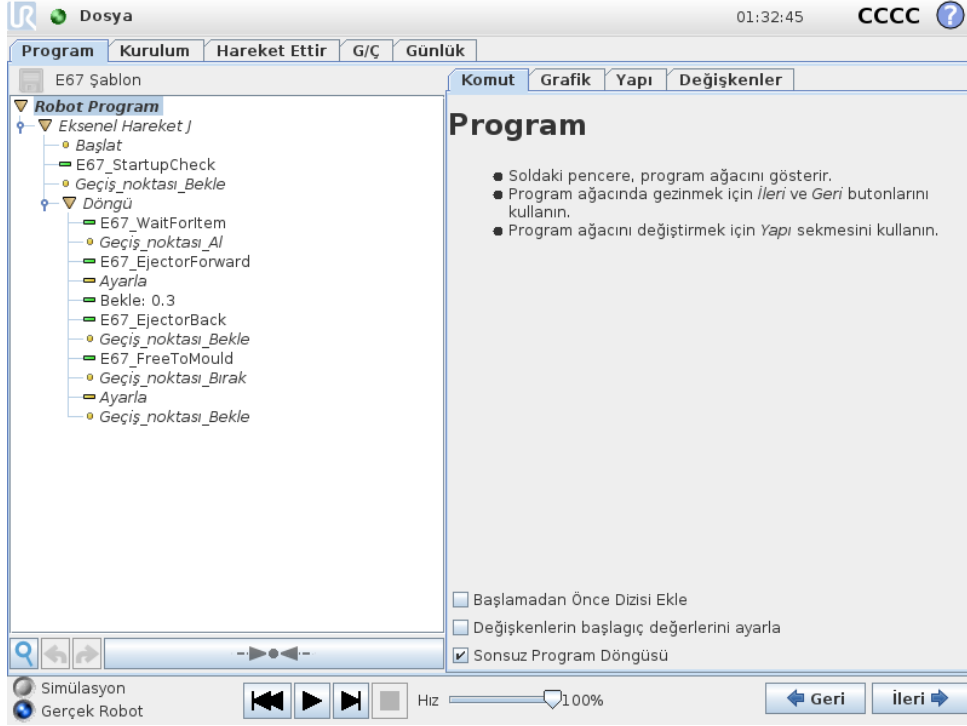 UR Dosya 01:32:45 CCCC ?
Program Kurulum Hareket Ettir G/Ç Günlük
E67 Şablon
Komut Grafik Yapı Değişkenler
Robot Program
Eksenel Hareket J
Başlat
E67_StartupCheck
Geçiş_noktası_Bekle
Döngü
E67_WaitForItem
Geçiş_noktası_Al
E67_EjectorForward
Ayarla
Bekle: 0.3
E67_EjectorBack
Geçiş_noktası_Bekle
E67_FreeToMould
Geçiş_noktası_Bırak
Ayarla
Geçiş_noktası_Bekle
Program
Soldaki pencere, program ağacını gösterir.
Program ağacında gezinmek için İleri ve Geri butonlarını
kullanın.
Program ağacını değiştirmek için Yapı sekmesini kullanın.
Başlamadan Önce Dizisi Ekle
Değişkenlerin başlagıç değerlerini ayarla
Sonsuz Program Döngüsü
Simülasyon
Gerçek Robot
Hız 100%
Geri İleri